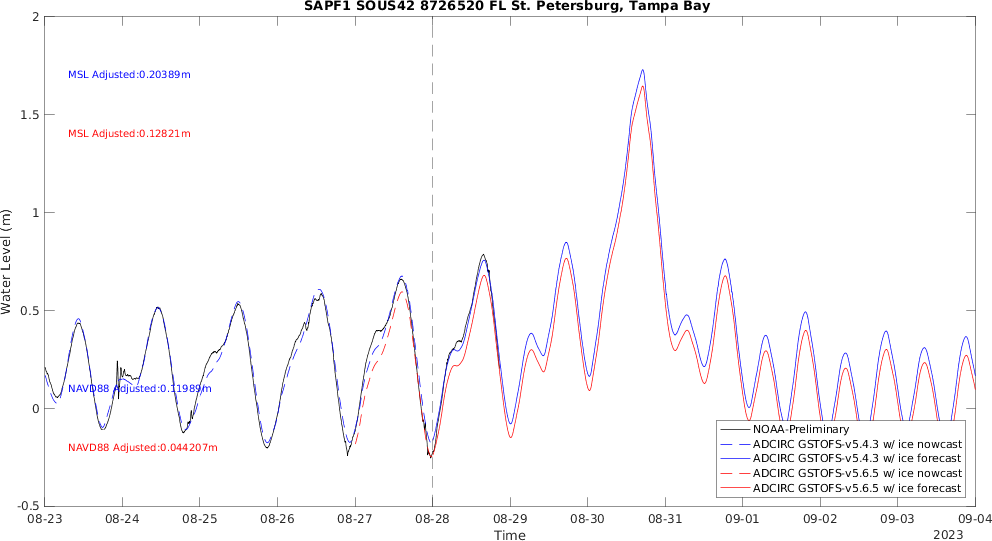 SAPF1 SOUS42 8726520 FL St. Petersburg, Tampa Bay
2
MSL Adjusted:0.20389m
1.5
MSL Adjusted:0.12821m
1
Water Level (m)
0.5
NAVD88 Adjusted:0.11989m
0
NAVD88 Adjusted:0.044207m
NOAA-Preliminary
ADCIRC GSTOFS-v5.4.3 w/ ice nowcast
ADCIRC GSTOFS-v5.4.3 w/ ice forecast
ADCIRC GSTOFS-v5.6.5 w/ ice nowcast
ADCIRC GSTOFS-v5.6.5 w/ ice forecast
-0.5
08-23 08-24 08-25 08-26 08-27 08-28 08-29 08-30 08-31 09-01 09-02 09-03 09-04
Time
2023